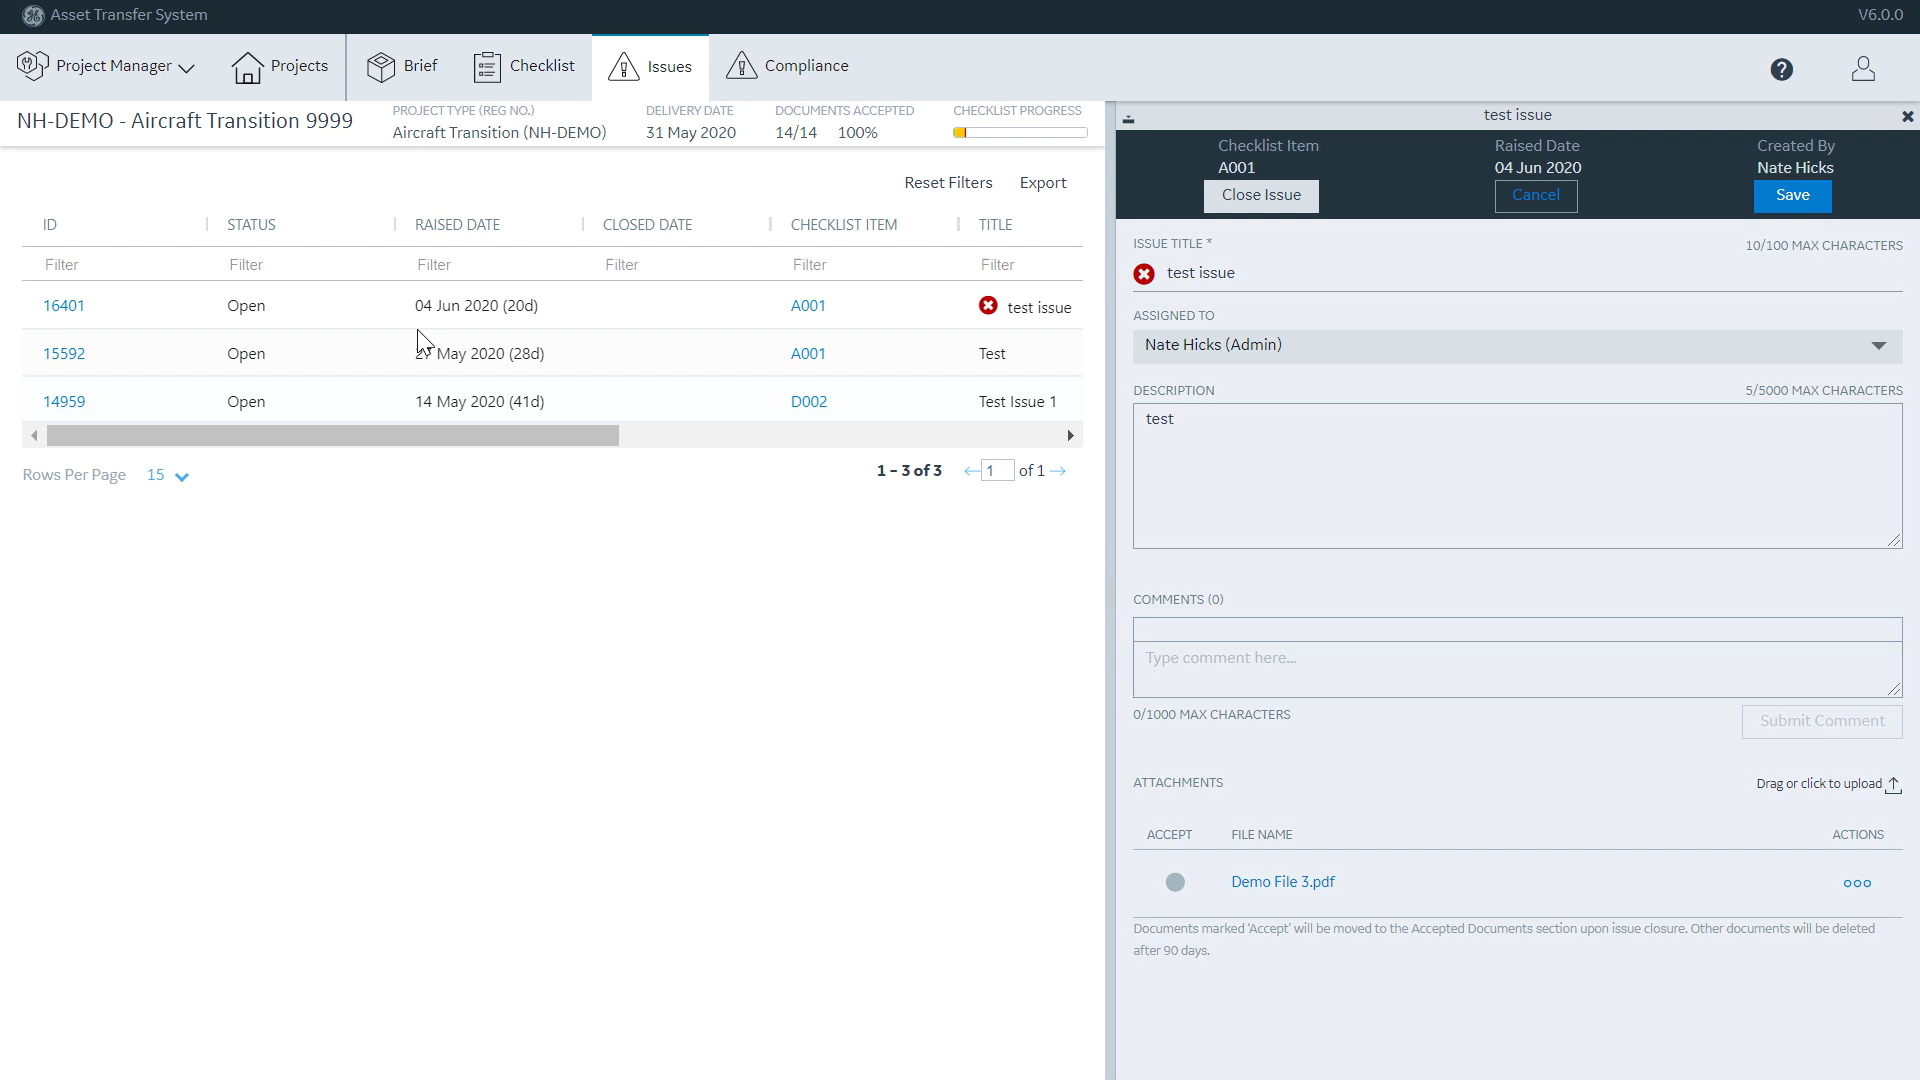 Asset Transfer System
V6.0.0
Project Manager
Projects
Brief
Checklist
Issues
Compliance
?
NH-DEMO - Aircraft Transition 9999
PROJECT TYPE (REG NO.)
Aircraft Transition (NH-DEMO)
DELIVERY DATE
31 May 2020
DOCUMENTS ACCEPTED
14/14 100%
CHECKLIST PROGRESS
Reset Filters Export
ID STATUS RAISED DATE CLOSED DATE CHECKLIST ITEM TITLE
Filter Filter Filter Filter Filter Filter
16401 Open 04 Jun 2020 (20d) A001 test issue
15592 Open May 2020 (28d) A001 Test
14959 Open 14 May 2020 (41d) D002 Test Issue 1
Rows Per Page 15
1 - 3 of 3
1 of 1
test issue
Checklist Item
A001
Raised Date
04 Jun 2020
Created By
Nate Hicks
Close Issue
Cancel
Save
ISSUE TITLE *
10/100 MAX CHARACTERS
test issue
ASSIGNED TO
Nate Hicks (Admin)
DESCRIPTION
5/5000 MAX CHARACTERS
test
COMMENTS (0)
Type comment here...
0/1000 MAX CHARACTERS
Submit Comment
ATTACHMENTS
Drag or click to upload
ACCEPT FILE NAME ACTIONS
Demo File 3.pdf
Documents marked 'Accept' will be moved to the Accepted Documents section upon issue closure. Other documents will be deleted
after 90 days.